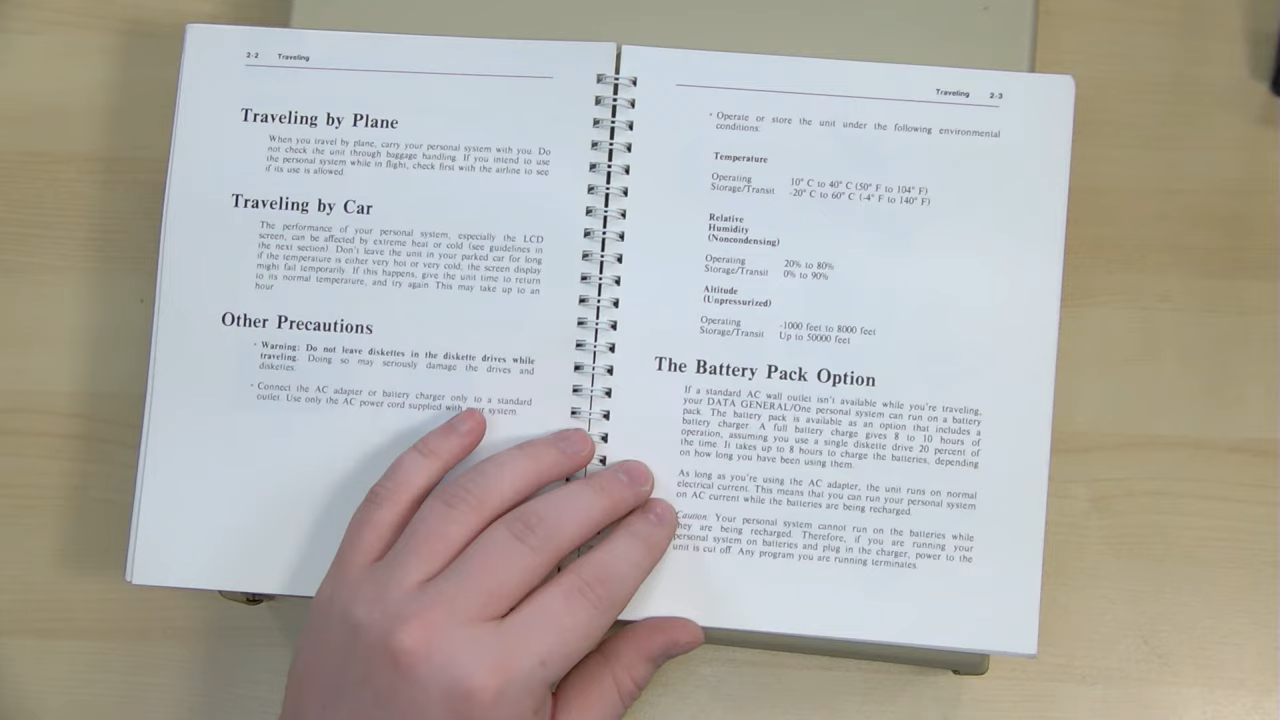 2-2 Traveling
Traveling by Plane
When you travel by plane, carry your personal system with you. Do
not check the unit through baggage handling. If you intend to use
the personal system while in flight, check first with the airline to see
if its use is allowed.
Traveling by Car
The performance of your personal system, especially the LCD
screen, can be affected by extreme heat or cold (see guidelines in
the next section). Don't leave the unit in your parked car for long
if the temperature is either very hot or very cold, the screen display
might fail temporarily. If this happens, give the unit time to return
to its normal temperature, and try again. This may take up to an
hour
Other Precautions
• Warning: Do not leave diskettes in the diskette drives while
traveling. Doing so may seriously damage the drives and
diskettes.
• Connect the AC adapter or battery charger only to a standard
outlet. Use only the AC power cord supplied with your system.
Traveling 2-3
• Operate or store the unit under the following environmental
conditions:
Temperature
Operating 10° C to 40° C (50° F to 104° F)
Storage/Transit -20° C to 60° C (-4° F to 140° F)
Relative
Humidity
(Noncondensing)
Operating 20% to 80%
Storage/Transit 0% to 90%
Altitude
(Unpressurized)
Operating -1000 feet to 8000 feet
Storage/Transit Up to 50000 feet
The Battery Pack Option
If a standard AC wall outlet isn't available while you're traveling,
your DATA GENERAL/One personal system can run on a battery
pack. The battery pack is available as an option that includes a
battery charger. A full battery charge gives 8 to 10 hours of
operation, assuming you use a single diskette drive 20 percent of
the time. It takes up to 8 hours to charge the batteries, depending
on how long you have been using them.
As long as you're using the AC adapter, the unit runs on normal
electrical current. This means that you can run your personal system
on AC current while the batteries are being recharged.
Caution: Your personal system cannot run on the batteries while
they are being recharged. Therefore, if you are running your
personal system on batteries and plug in the charger, power to the
unit is cut off. Any program you are running terminates.